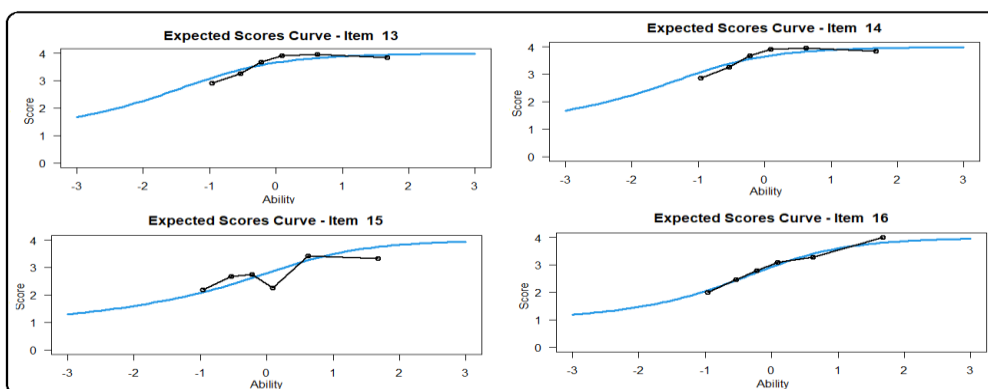 Expected Scores Curve - Item 13
4
3
2
1
0
Score
-3 -2 -1 0 1 2 3
Ability
Expected Scores Curve - Item 14
4
3
2
1
0
Score
-3 -2 -1 0 1 2 3
Ability
Expected Scores Curve - Item 15
4
3
2
1
0
Score
-3 -2 -1 0 1 2 3
Ability
Expected Scores Curve - Item 16
4
3
2
1
0
Score
-3 -2 -1 0 1 2 3
Ability